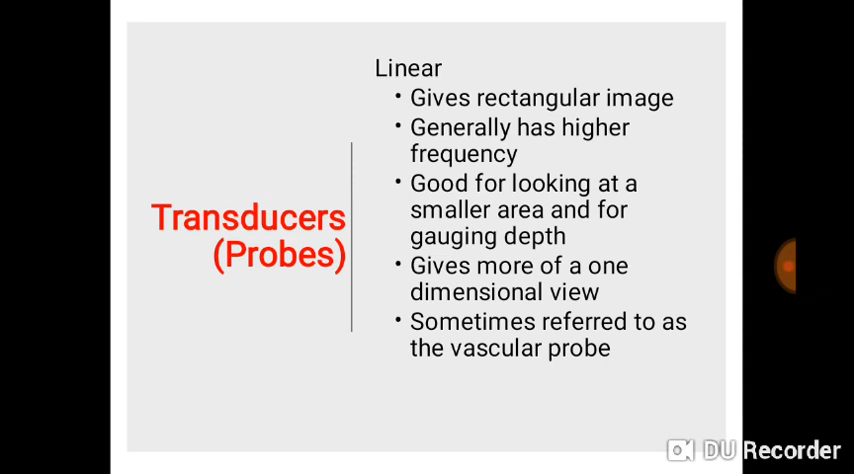 Transducers
(Probes)
Linear
• Gives rectangular image
• Generally has higher
frequency
• Good for looking at a
smaller area and for
gauging depth
• Gives more of a one
dimensional view
• Sometimes referred to as
the vascular probe
DU Recorder